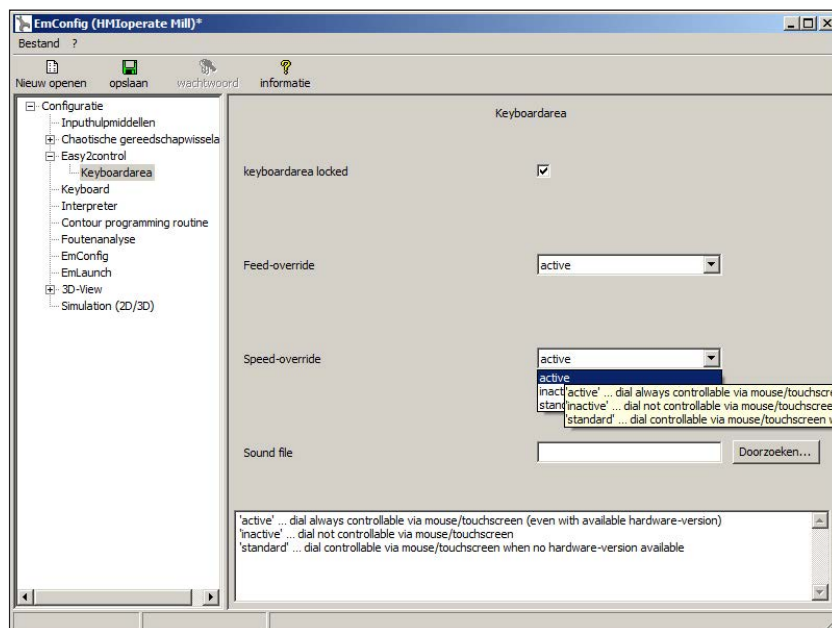 EmConfig (HMIoperate Mill)*
Bestand ?
Nieuw openen opslaan wachtwoord informatie
Configuratie
Inputhulpmiddelen
Chaotische gereedschapwissela
Easy2control
Keyboardarea
Keyboard
Interpreter
Contour programming routine
Foutenanalyse
EmConfig
EmLaunch
3D-View
Simulation (2D/3D)
Keyboardarea
keyboardarea locked
Feed-override active
Speed-override active
active
inact
stand
'active' ... dial always controllable via mouse/touchscre
'inactive' ... dial not controllable via mouse/touchscree
'standard' ... dial controllable via mouse/touchscreen w
Sound file Doorzoeken...
'active' ... dial always controllable via mouse/touchscreen (even with available hardware-version)
'inactive' ... dial not controllable via mouse/touchscreen
'standard' ... dial controllable via mouse/touchscreen when no hardware-version available